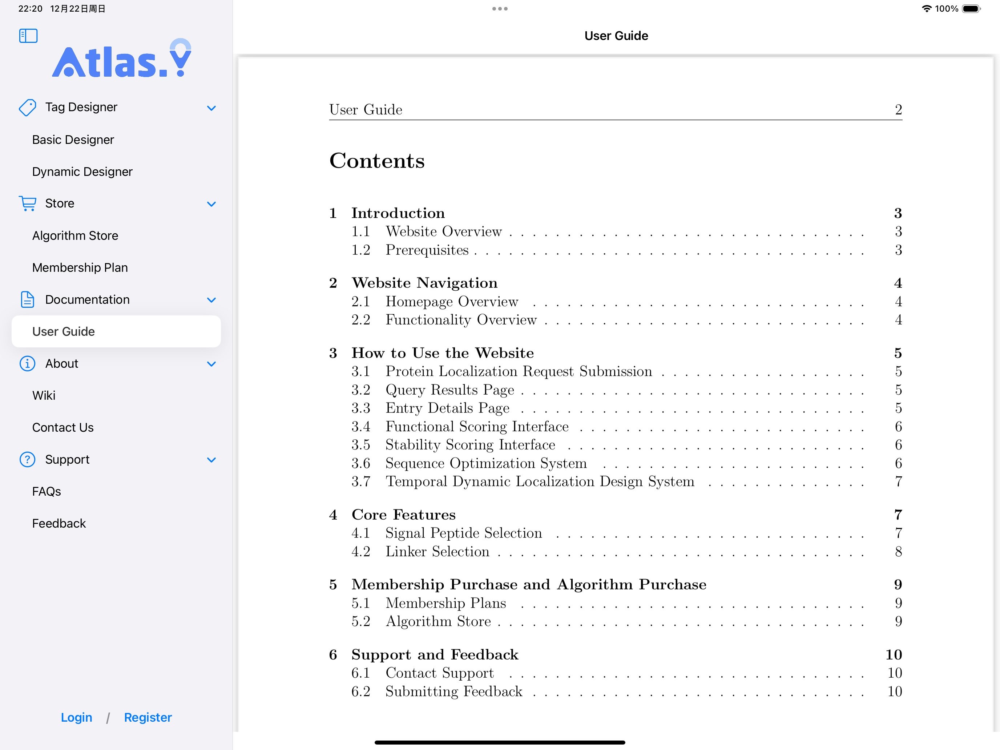 22:20 12月22日周日
100%
Atlas.
Tag Designer
Basic Designer
Dynamic Designer
Store
Algorithm Store
Membership Plan
Documentation
User Guide
About
Wiki
Contact Us
Support
FAQs
Feedback
Login / Register
User Guide
User Guide 2
Contents
1 Introduction 3
1.1 Website Overview . . . . . . . . . . . . . . . . . . . . . . . . . . . . . . . 3
1.2 Prerequisites . . . . . . . . . . . . . . . . . . . . . . . . . . . . . . . . . . 3
2 Website Navigation 4
2.1 Homepage Overview . . . . . . . . . . . . . . . . . . . . . . . . . . . . . 4
2.2 Functionality Overview . . . . . . . . . . . . . . . . . . . . . . . . . . . . 4
3 How to Use the Website 5
3.1 Protein Localization Request Submission . . . . . . . . . . . . . . . . . . 5
3.2 Query Results Page . . . . . . . . . . . . . . . . . . . . . . . . . . . . . . 5
3.3 Entry Details Page . . . . . . . . . . . . . . . . . . . . . . . . . . . . . . 5
3.4 Functional Scoring Interface . . . . . . . . . . . . . . . . . . . . . . . . . 6
3.5 Stability Scoring Interface . . . . . . . . . . . . . . . . . . . . . . . . . . 6
3.6 Sequence Optimization System . . . . . . . . . . . . . . . . . . . . . . . 6
3.7 Temporal Dynamic Localization Design System . . . . . . . . . . . . . . 7
4 Core Features 7
4.1 Signal Peptide Selection . . . . . . . . . . . . . . . . . . . . . . . . . . . 7
4.2 Linker Selection . . . . . . . . . . . . . . . . . . . . . . . . . . . . . . . . 8
5 Membership Purchase and Algorithm Purchase 9
5.1 Membership Plans . . . . . . . . . . . . . . . . . . . . . . . . . . . . . . 9
5.2 Algorithm Store . . . . . . . . . . . . . . . . . . . . . . . . . . . . . . . . 9
6 Support and Feedback 10
6.1 Contact Support . . . . . . . . . . . . . . . . . . . . . . . . . . . . . . . 10
6.2 Submitting Feedback . . . . . . . . . . . . . . . . . . . . . . . . . . . . . 10